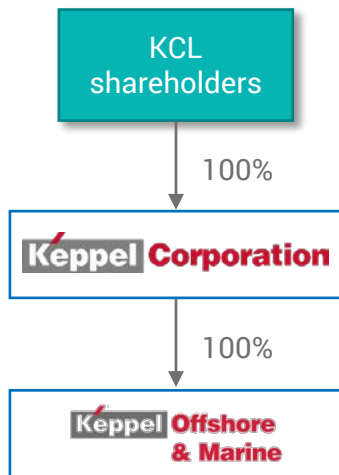 KCL
shareholders
100%
Keppel Corporation
100%
Keppel Offshore
& Marine